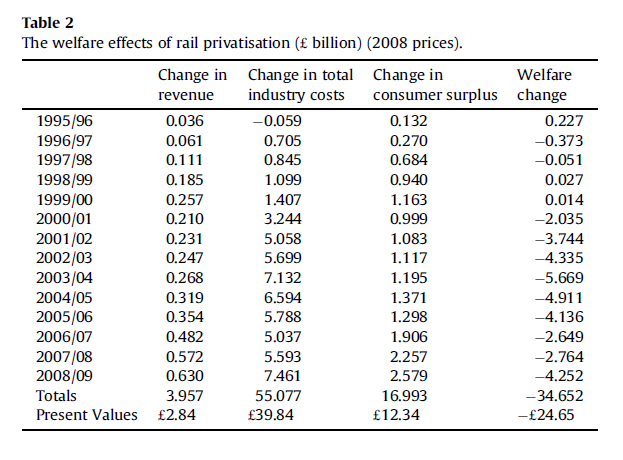 Table 2
The welfare effects of rail privatisation (£ billion) (2008 prices).
Change in revenue Change in total industry costs Change in consumer surplus Welfare change
1995/96 0.036 −0.059 0.132 0.227
1996/97 0.061 0.705 0.270 −0.373
1997/98 0.111 0.845 0.684 −0.051
1998/99 0.185 1.099 0.940 0.027
1999/00 0.257 1.407 1.163 0.014
2000/01 0.210 3.244 0.999 −2.035
2001/02 0.231 5.058 1.083 −3.744
2002/03 0.247 5.699 1.117 −4.335
2003/04 0.268 7.132 1.195 −5.669
2004/05 0.319 6.594 1.371 −4.911
2005/06 0.354 5.788 1.298 −4.136
2006/07 0.482 5.037 1.906 −2.649
2007/08 0.572 5.593 2.257 −2.764
2008/09 0.630 7.461 2.579 −4.252
Totals 3.957 55.077 16.993 −34.652
Present Values £2.84 £39.84 £12.34 −£24.65